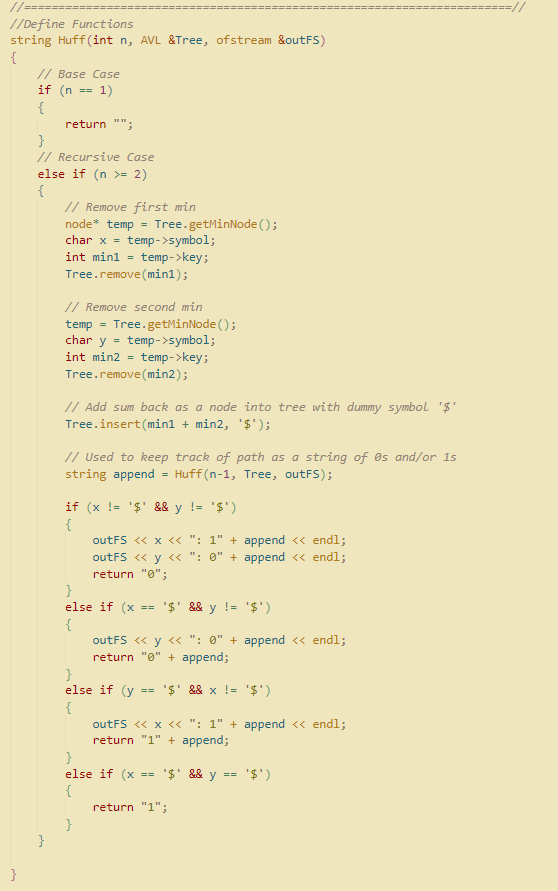 //========================================================================//
//Define Functions
string Huff(int n, AVL &Tree, ofstream &outFS)
{
    // Base Case
    if (n == 1)
    {
        return "";
    }
    // Recursive Case
    else if (n >= 2)
    {
        // Remove first min
        node* temp = Tree.getMinNode();
        char x = temp->symbol;
        int min1 = temp->key;
        Tree.remove(min1);

        // Remove second min
        temp = Tree.getMinNode();
        char y = temp->symbol;
        int min2 = temp->key;
        Tree.remove(min2);

        // Add sum back as a node into tree with dummy symbol '$'
        Tree.insert(min1 + min2, '$');

        // Used to keep track of path as a string of 0s and/or 1s
        string append = Huff(n-1, Tree, outFS);

        if (x != '$' && y != '$')
        {
            outFS << x << ": 1" + append << endl;
            outFS << y << ": 0" + append << endl;
            return "0";
        }
        else if (x == '$' && y != '$')
        {
            outFS << y << ": 0" + append << endl;
            return "0" + append;
        }
        else if (y == '$' && x != '$')
        {
            outFS << x << ": 1" + append << endl;
            return "1" + append;
        }
        else if (x == '$' && y == '$')
        {
            return "1";
        }
    }

}